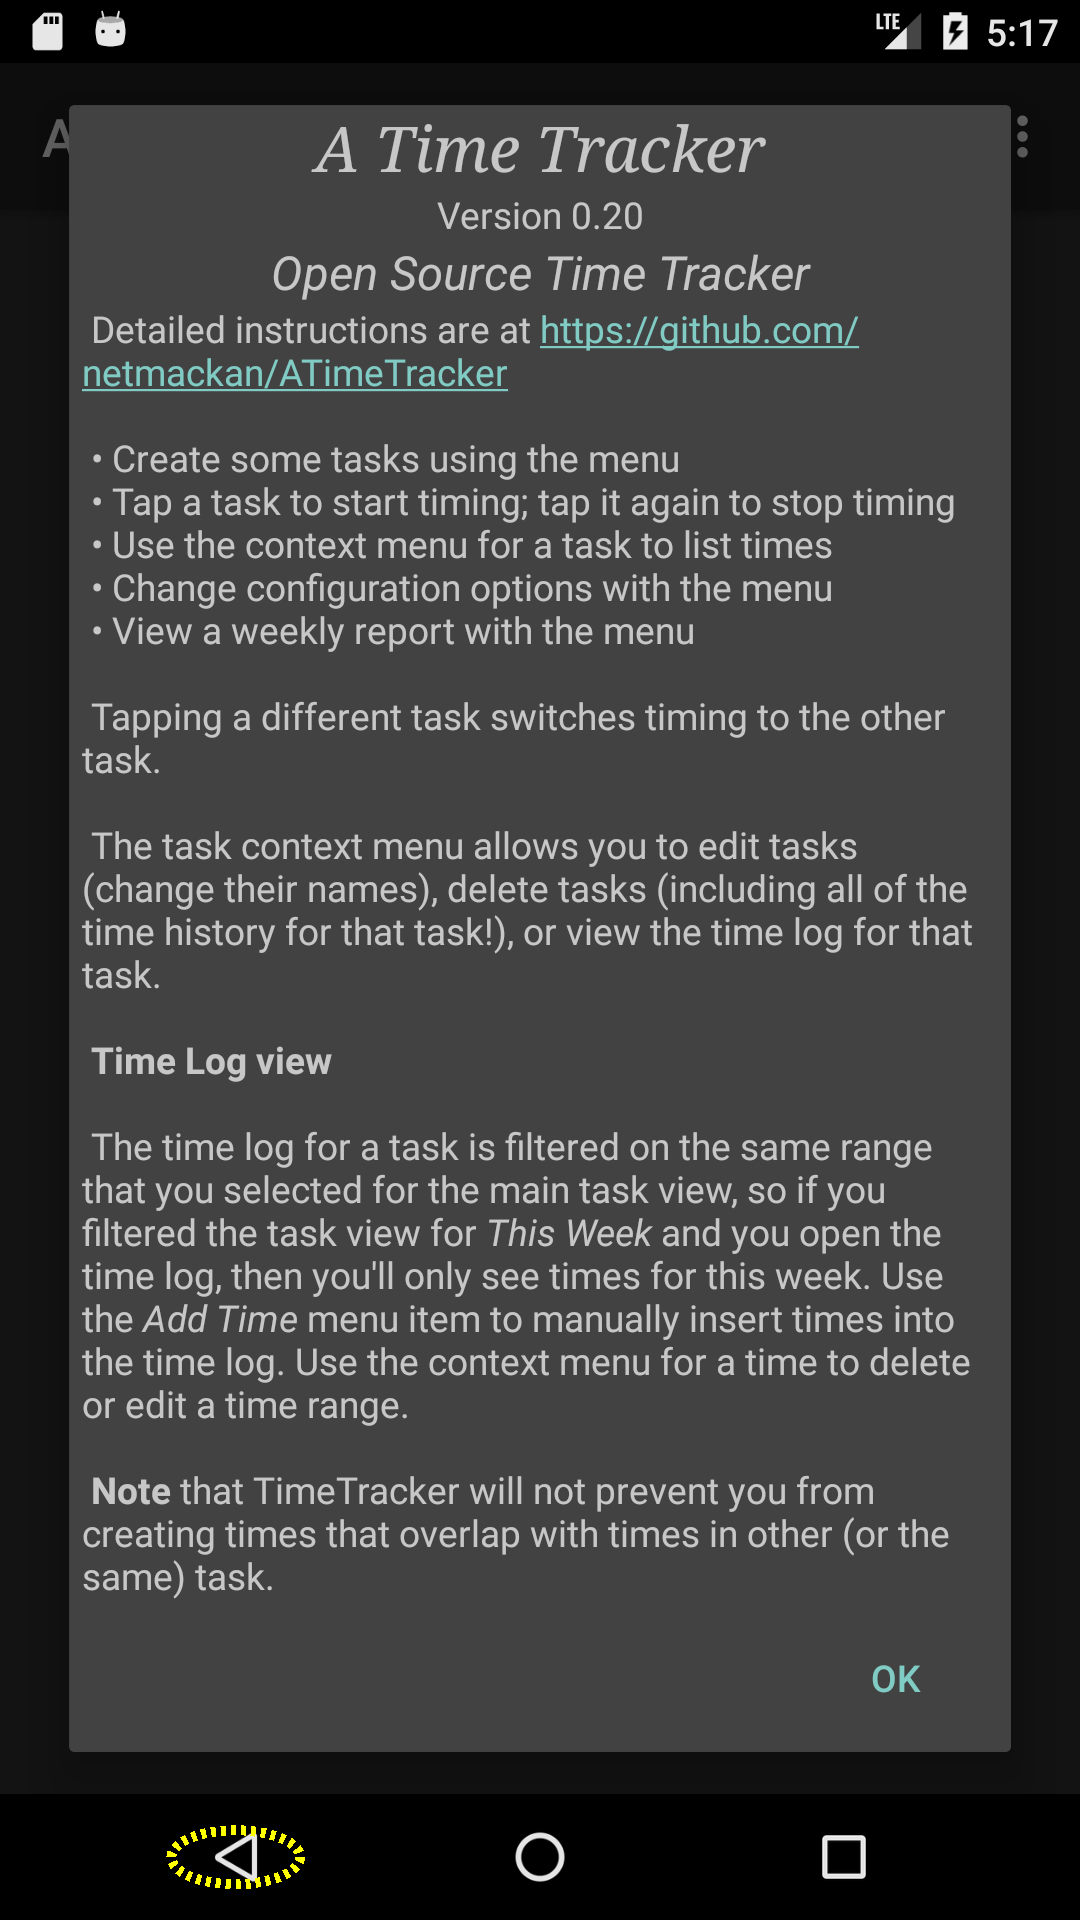 LTE 5:17
A
A Time Tracker
Version 0.20
Open Source Time Tracker
Detailed instructions are at https://github.com/
netmackan/ATimeTracker
• Create some tasks using the menu
• Tap a task to start timing; tap it again to stop timing
• Use the context menu for a task to list times
• Change configuration options with the menu
• View a weekly report with the menu
Tapping a different task switches timing to the other
task.
The task context menu allows you to edit tasks
(change their names), delete tasks (including all of the
time history for that task!), or view the time log for that
task.
Time Log view
The time log for a task is filtered on the same range
that you selected for the main task view, so if you
filtered the task view for This Week and you open the
time log, then you'll only see times for this week. Use
the Add Time menu item to manually insert times into
the time log. Use the context menu for a time to delete
or edit a time range.
Note that TimeTracker will not prevent you from
creating times that overlap with times in other (or the
same) task.
OK